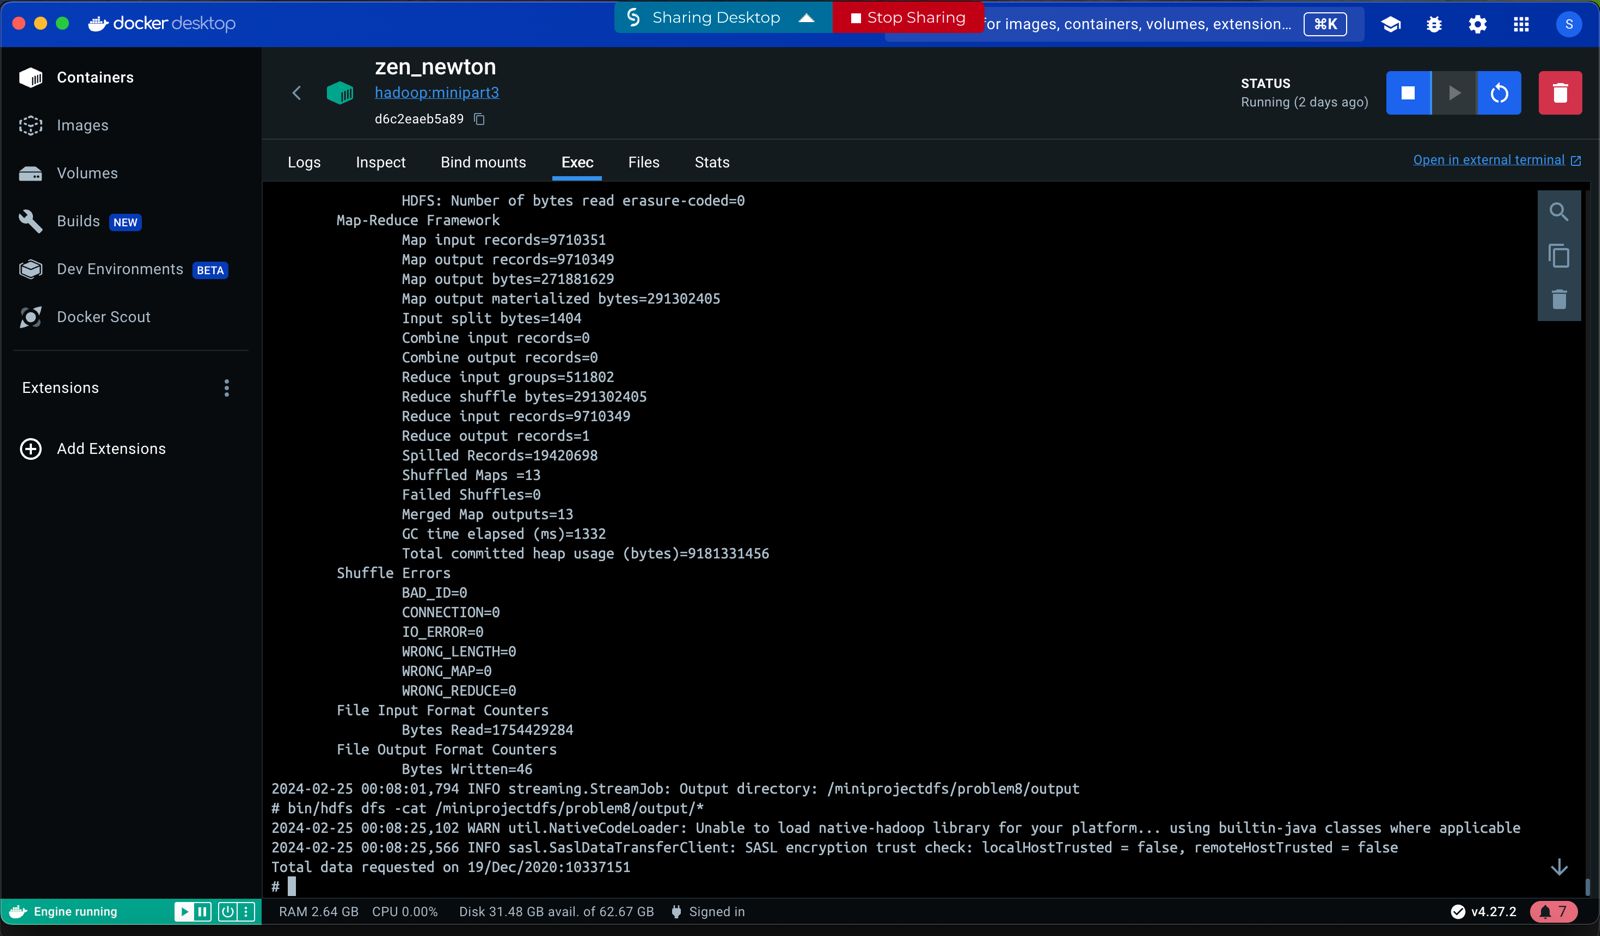 docker desktop
Sharing Desktop
Stop Sharing
for images, containers, volumes, extension...
⌘K
S
Containers
Images
Volumes
Builds NEW
Dev Environments BETA
Docker Scout
Extensions
Add Extensions
zen_newton
hadoop:minipart3
d6c2eaeb5a89
STATUS
Running (2 days ago)
Logs Inspect Bind mounts Exec Files Stats
Open in external terminal
HDFS: Number of bytes read erasure-coded=0
Map-Reduce Framework
Map input records=9710351
Map output records=9710349
Map output bytes=271881629
Map output materialized bytes=291302405
Input split bytes=1404
Combine input records=0
Combine output records=0
Reduce input groups=511802
Reduce shuffle bytes=291302405
Reduce input records=9710349
Reduce output records=1
Spilled Records=19420698
Shuffled Maps =13
Failed Shuffles=0
Merged Map outputs=13
GC time elapsed (ms)=1332
Total committed heap usage (bytes)=9181331456
Shuffle Errors
BAD_ID=0
CONNECTION=0
IO_ERROR=0
WRONG_LENGTH=0
WRONG_MAP=0
WRONG_REDUCE=0
File Input Format Counters
Bytes Read=1754429284
File Output Format Counters
Bytes Written=46
2024-02-25 00:08:01,794 INFO streaming.StreamJob: Output directory: /miniprojectdfs/problem8/output
# bin/hdfs dfs -cat /miniprojectdfs/problem8/output/*
2024-02-25 00:08:25,102 WARN util.NativeCodeLoader: Unable to load native-hadoop library for your platform... using builtin-java classes where applicable
2024-02-25 00:08:25,566 INFO sasl.SaslDataTransferClient: SASL encryption trust check: localHostTrusted = false, remoteHostTrusted = false
Total data requested on 19/Dec/2020:10337151
#
Engine running
RAM 2.64 GB CPU 0.00% Disk 31.48 GB avail. of 62.67 GB Signed in
v4.27.2
7